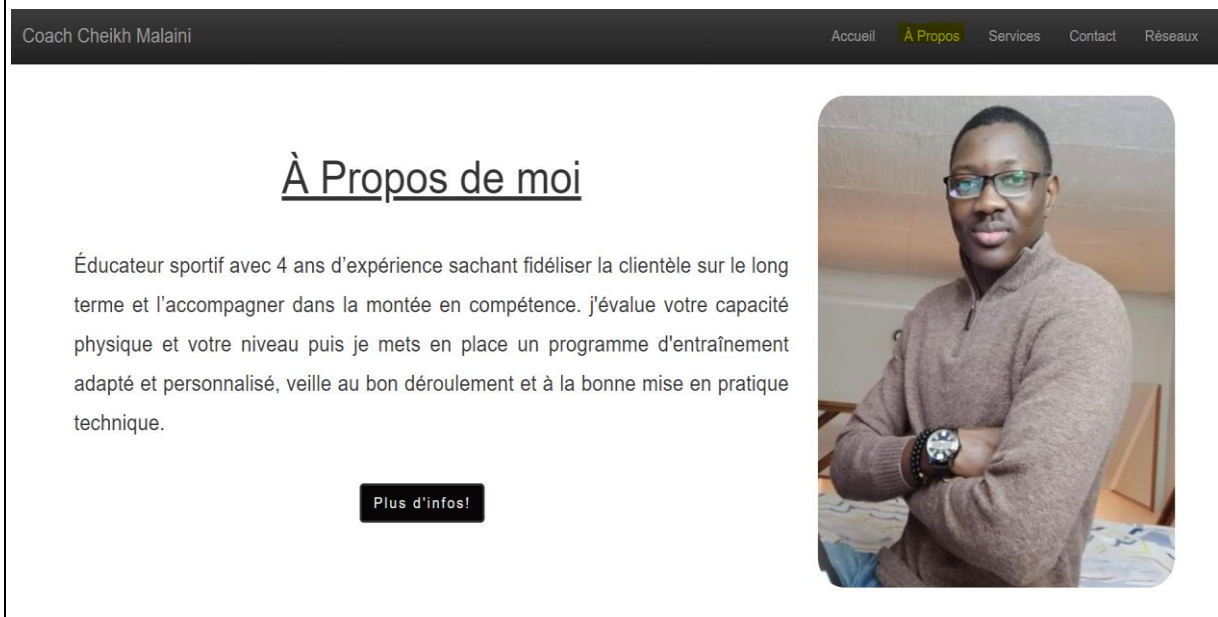 Coach Cheikh Malaini
Accueil À Propos Services Contact Réseaux
À Propos de moi
Éducateur sportif avec 4 ans d’expérience sachant fidéliser la clientèle sur le long
terme et l’accompagner dans la montée en compétence. j'évalue votre capacité
physique et votre niveau puis je mets en place un programme d'entraînement
adapté et personnalisé, veille au bon déroulement et à la bonne mise en pratique
technique.
Plus d'infos!